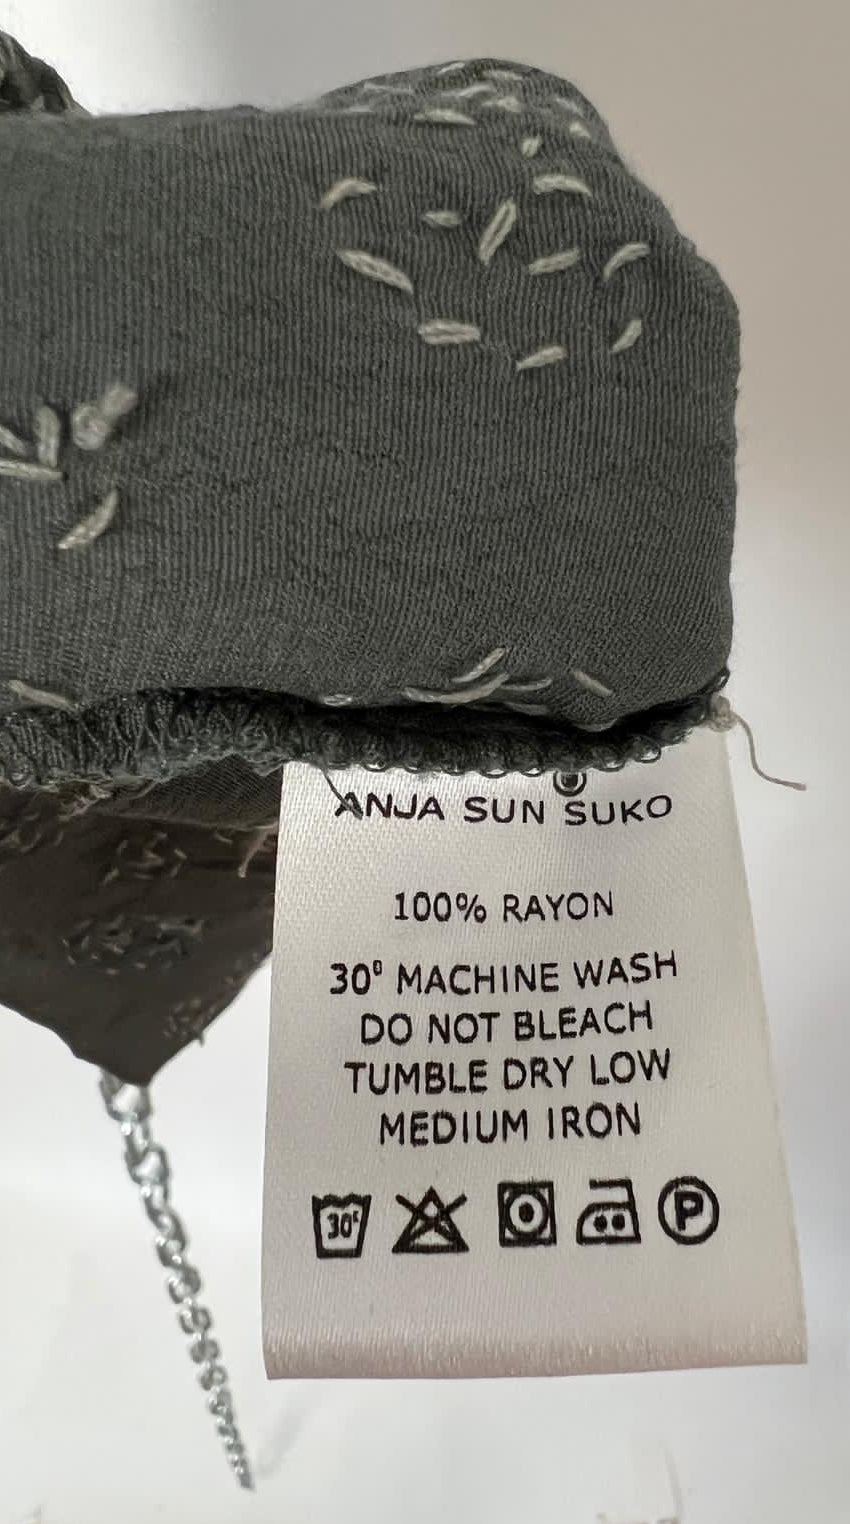 ANJA SUN SUKO
100% RAYON
30° MACHINE WASH
DO NOT BLEACH
TUMBLE DRY LOW
MEDIUM IRON
30° P